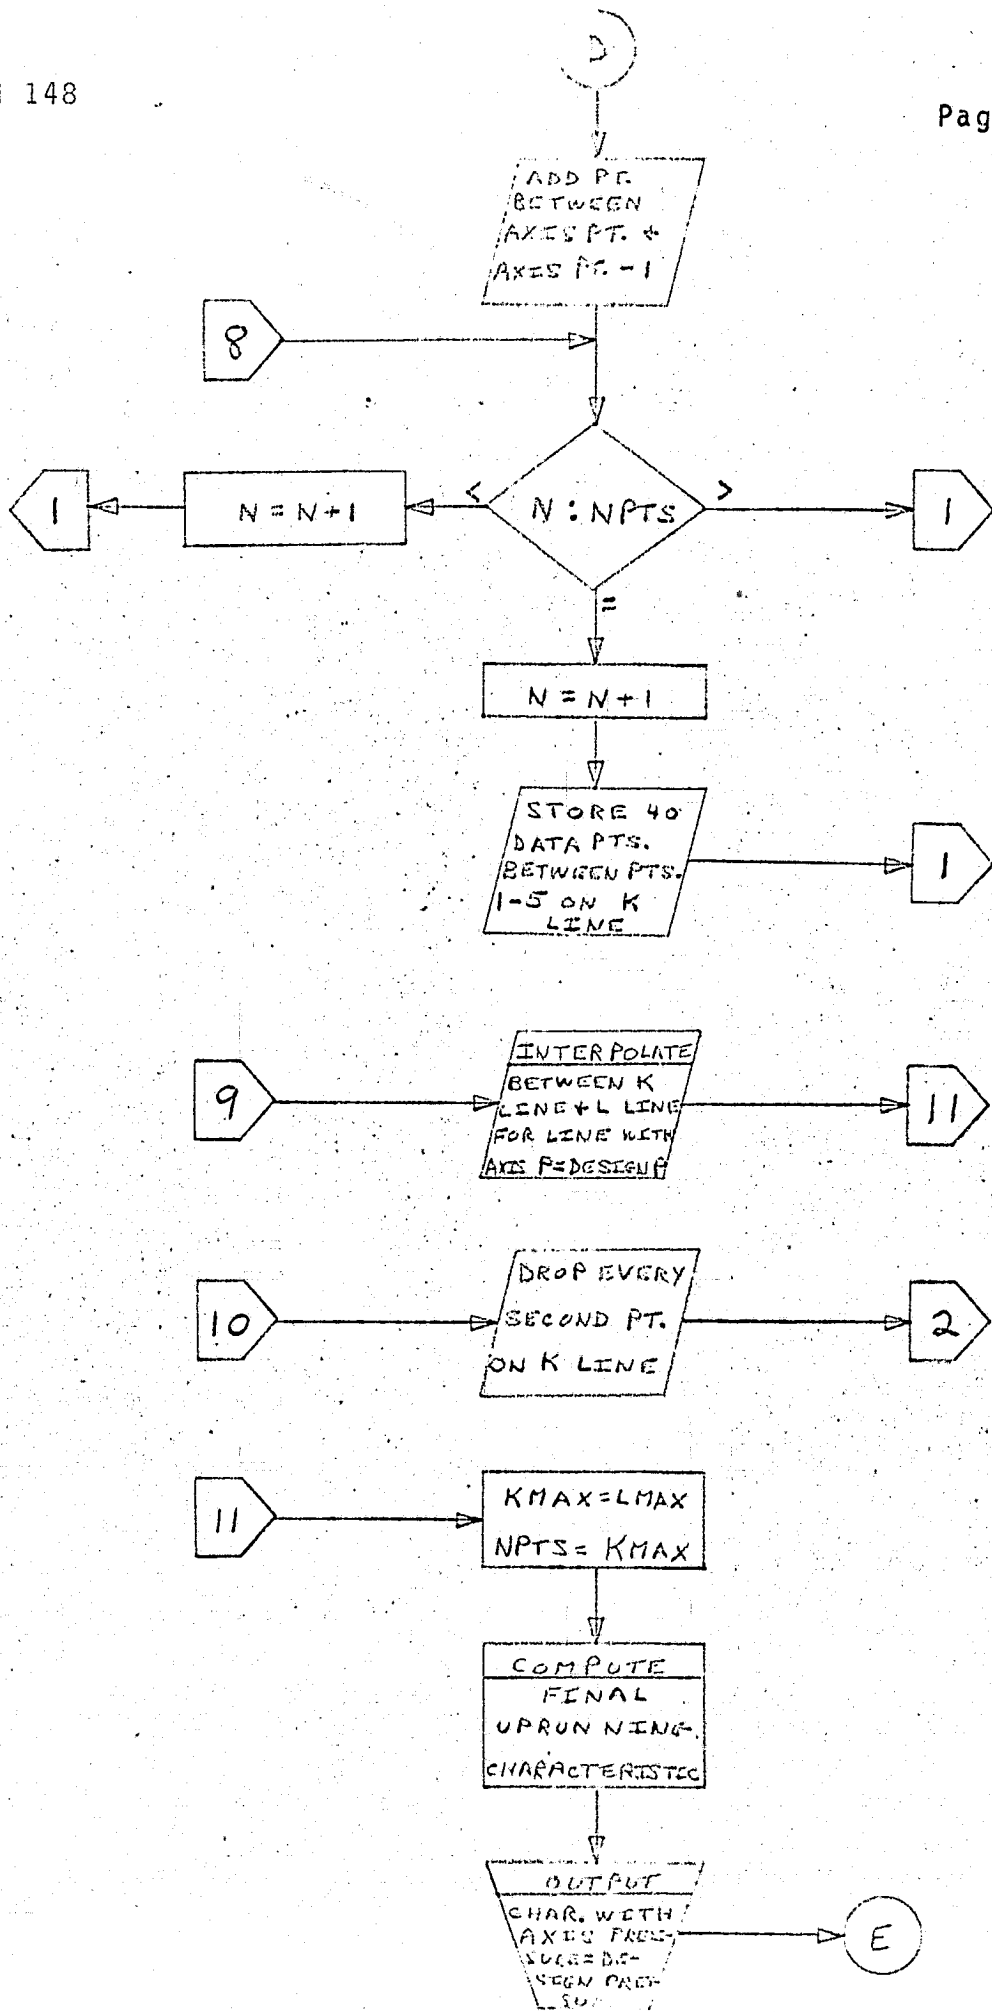 148
Pag
D
ADD PT.
BETWEEN
AXIS PT. +
AXIS PT. - 1
8
1
N = N+1
<
N : NPTS
>
1
=
N = N+1
STORE 40
DATA PTS.
BETWEEN PTS.
1-5 ON K
LINE
1
9
INTERPOLATE
BETWEEN K
LINE + L LINE
FOR LINE WITH
AXIS P=DESIGN P
11
10
DROP EVERY
SECOND PT.
ON K LINE
2
11
KMAX=LMAX
NPTS= KMAX
COMPUTE
FINAL
UPRUNNING
CHARACTERISTIC
OUTPUT
CHAR. WITH
AXIS PRES-
SURE=DE-
SIGN PRES-
E